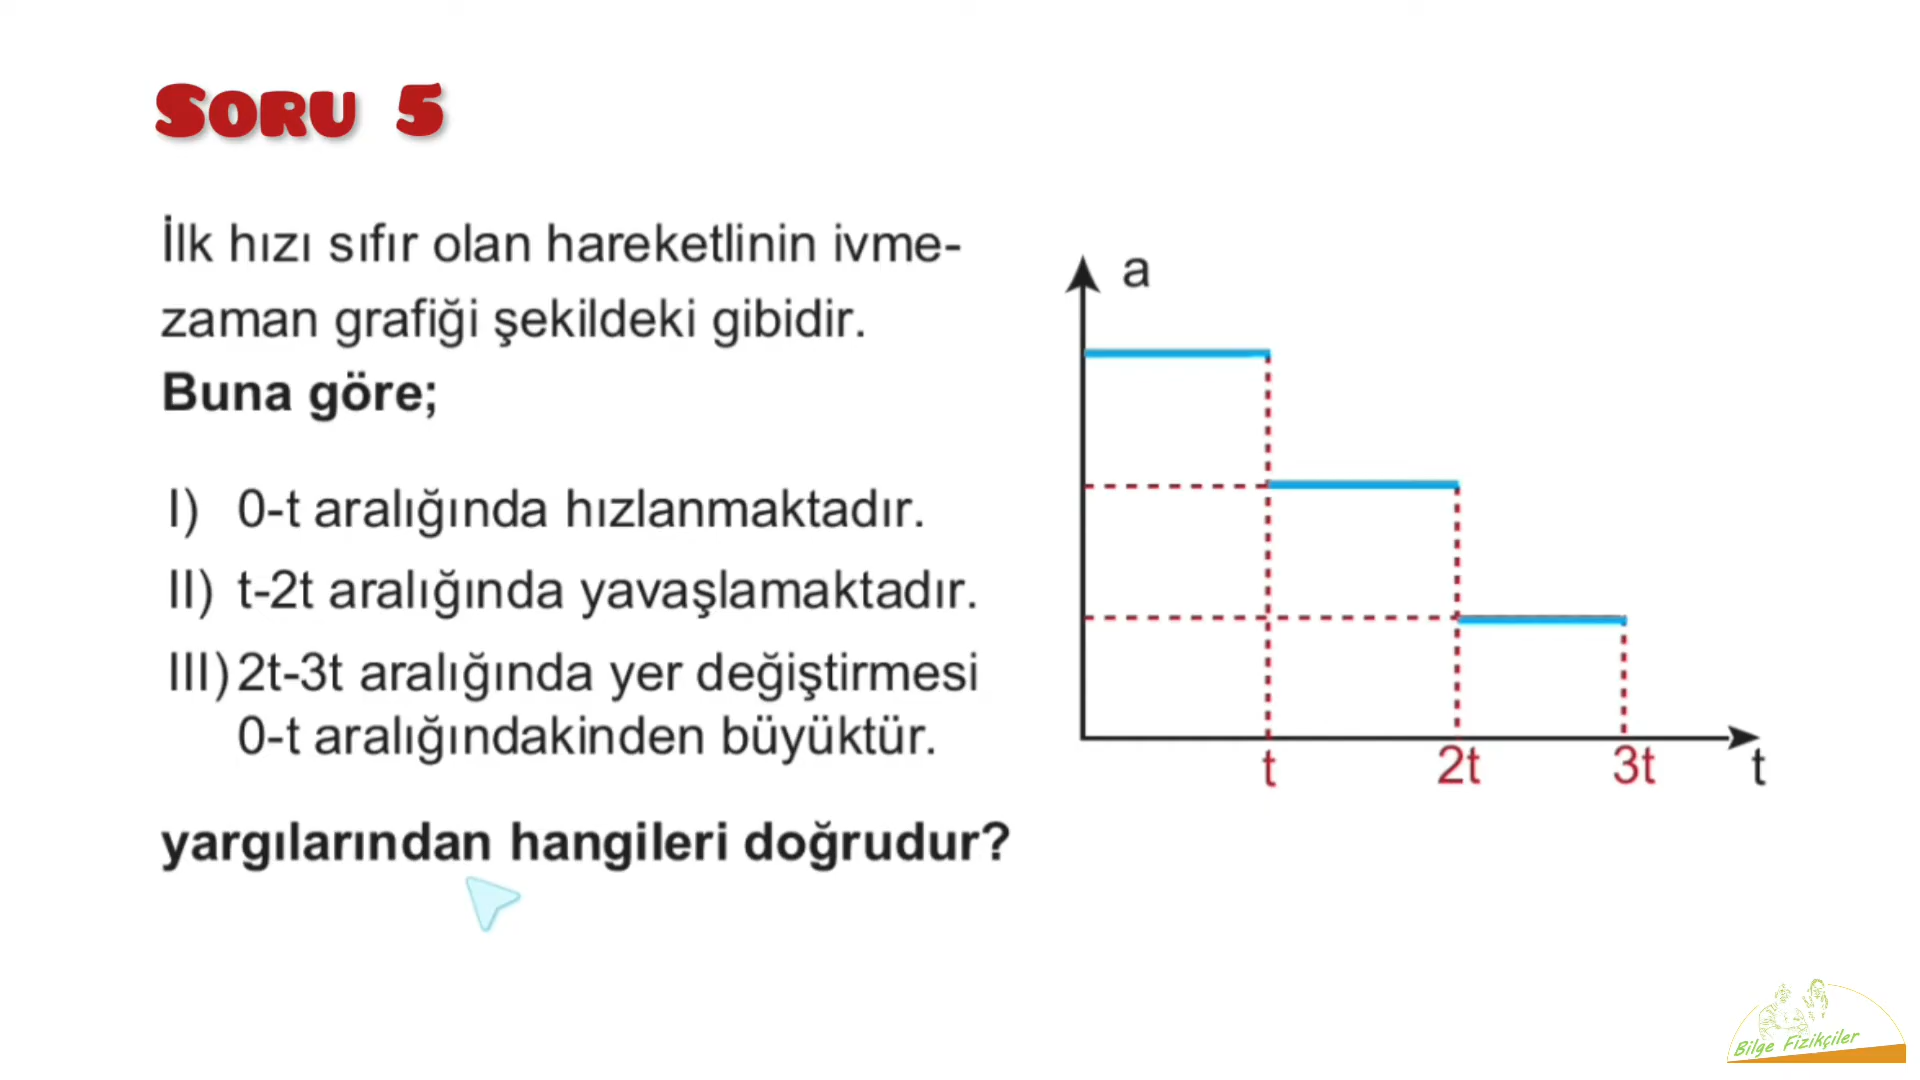 SORU 5
İlk hızı sıfır olan hareketlinin ivme-
zaman grafiği şekildeki gibidir.
Buna göre;
I) 0-t aralığında hızlanmaktadır.
II) t-2t aralığında yavaşlamaktadır.
III) 2t-3t aralığında yer değiştirmesi
0-t aralığındakinden büyüktür.
yargılarından hangileri doğrudur?
a
t 2t 3t t
Bilge Fizikçiler